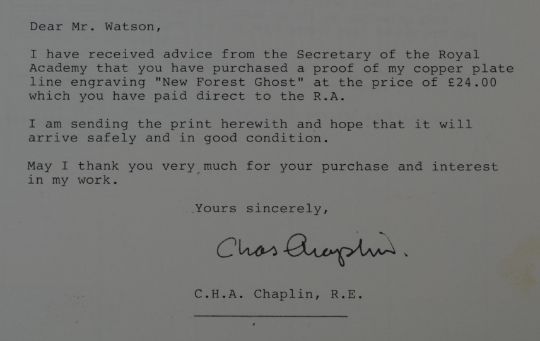 Dear Mr. Watson,
I have received advice from the Secretary of the Royal
Academy that you have purchased a proof of my copper plate
line engraving "New Forest Ghost" at the price of £24.00
which you have paid direct to the R.A.
I am sending the print herewith and hope that it will
arrive safely and in good condition.
May I thank you very much for your purchase and interest
in my work.
Yours sincerely,
Chas Chaplin.
C.H.A. Chaplin, R.E.